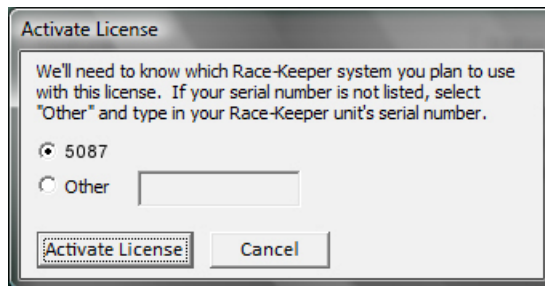 Activate License
We'll need to know which Race-Keeper system you plan to use
with this license. If your serial number is not listed, select
"Other" and type in your Race-Keeper unit's serial number.
5087
Other
Activate License Cancel